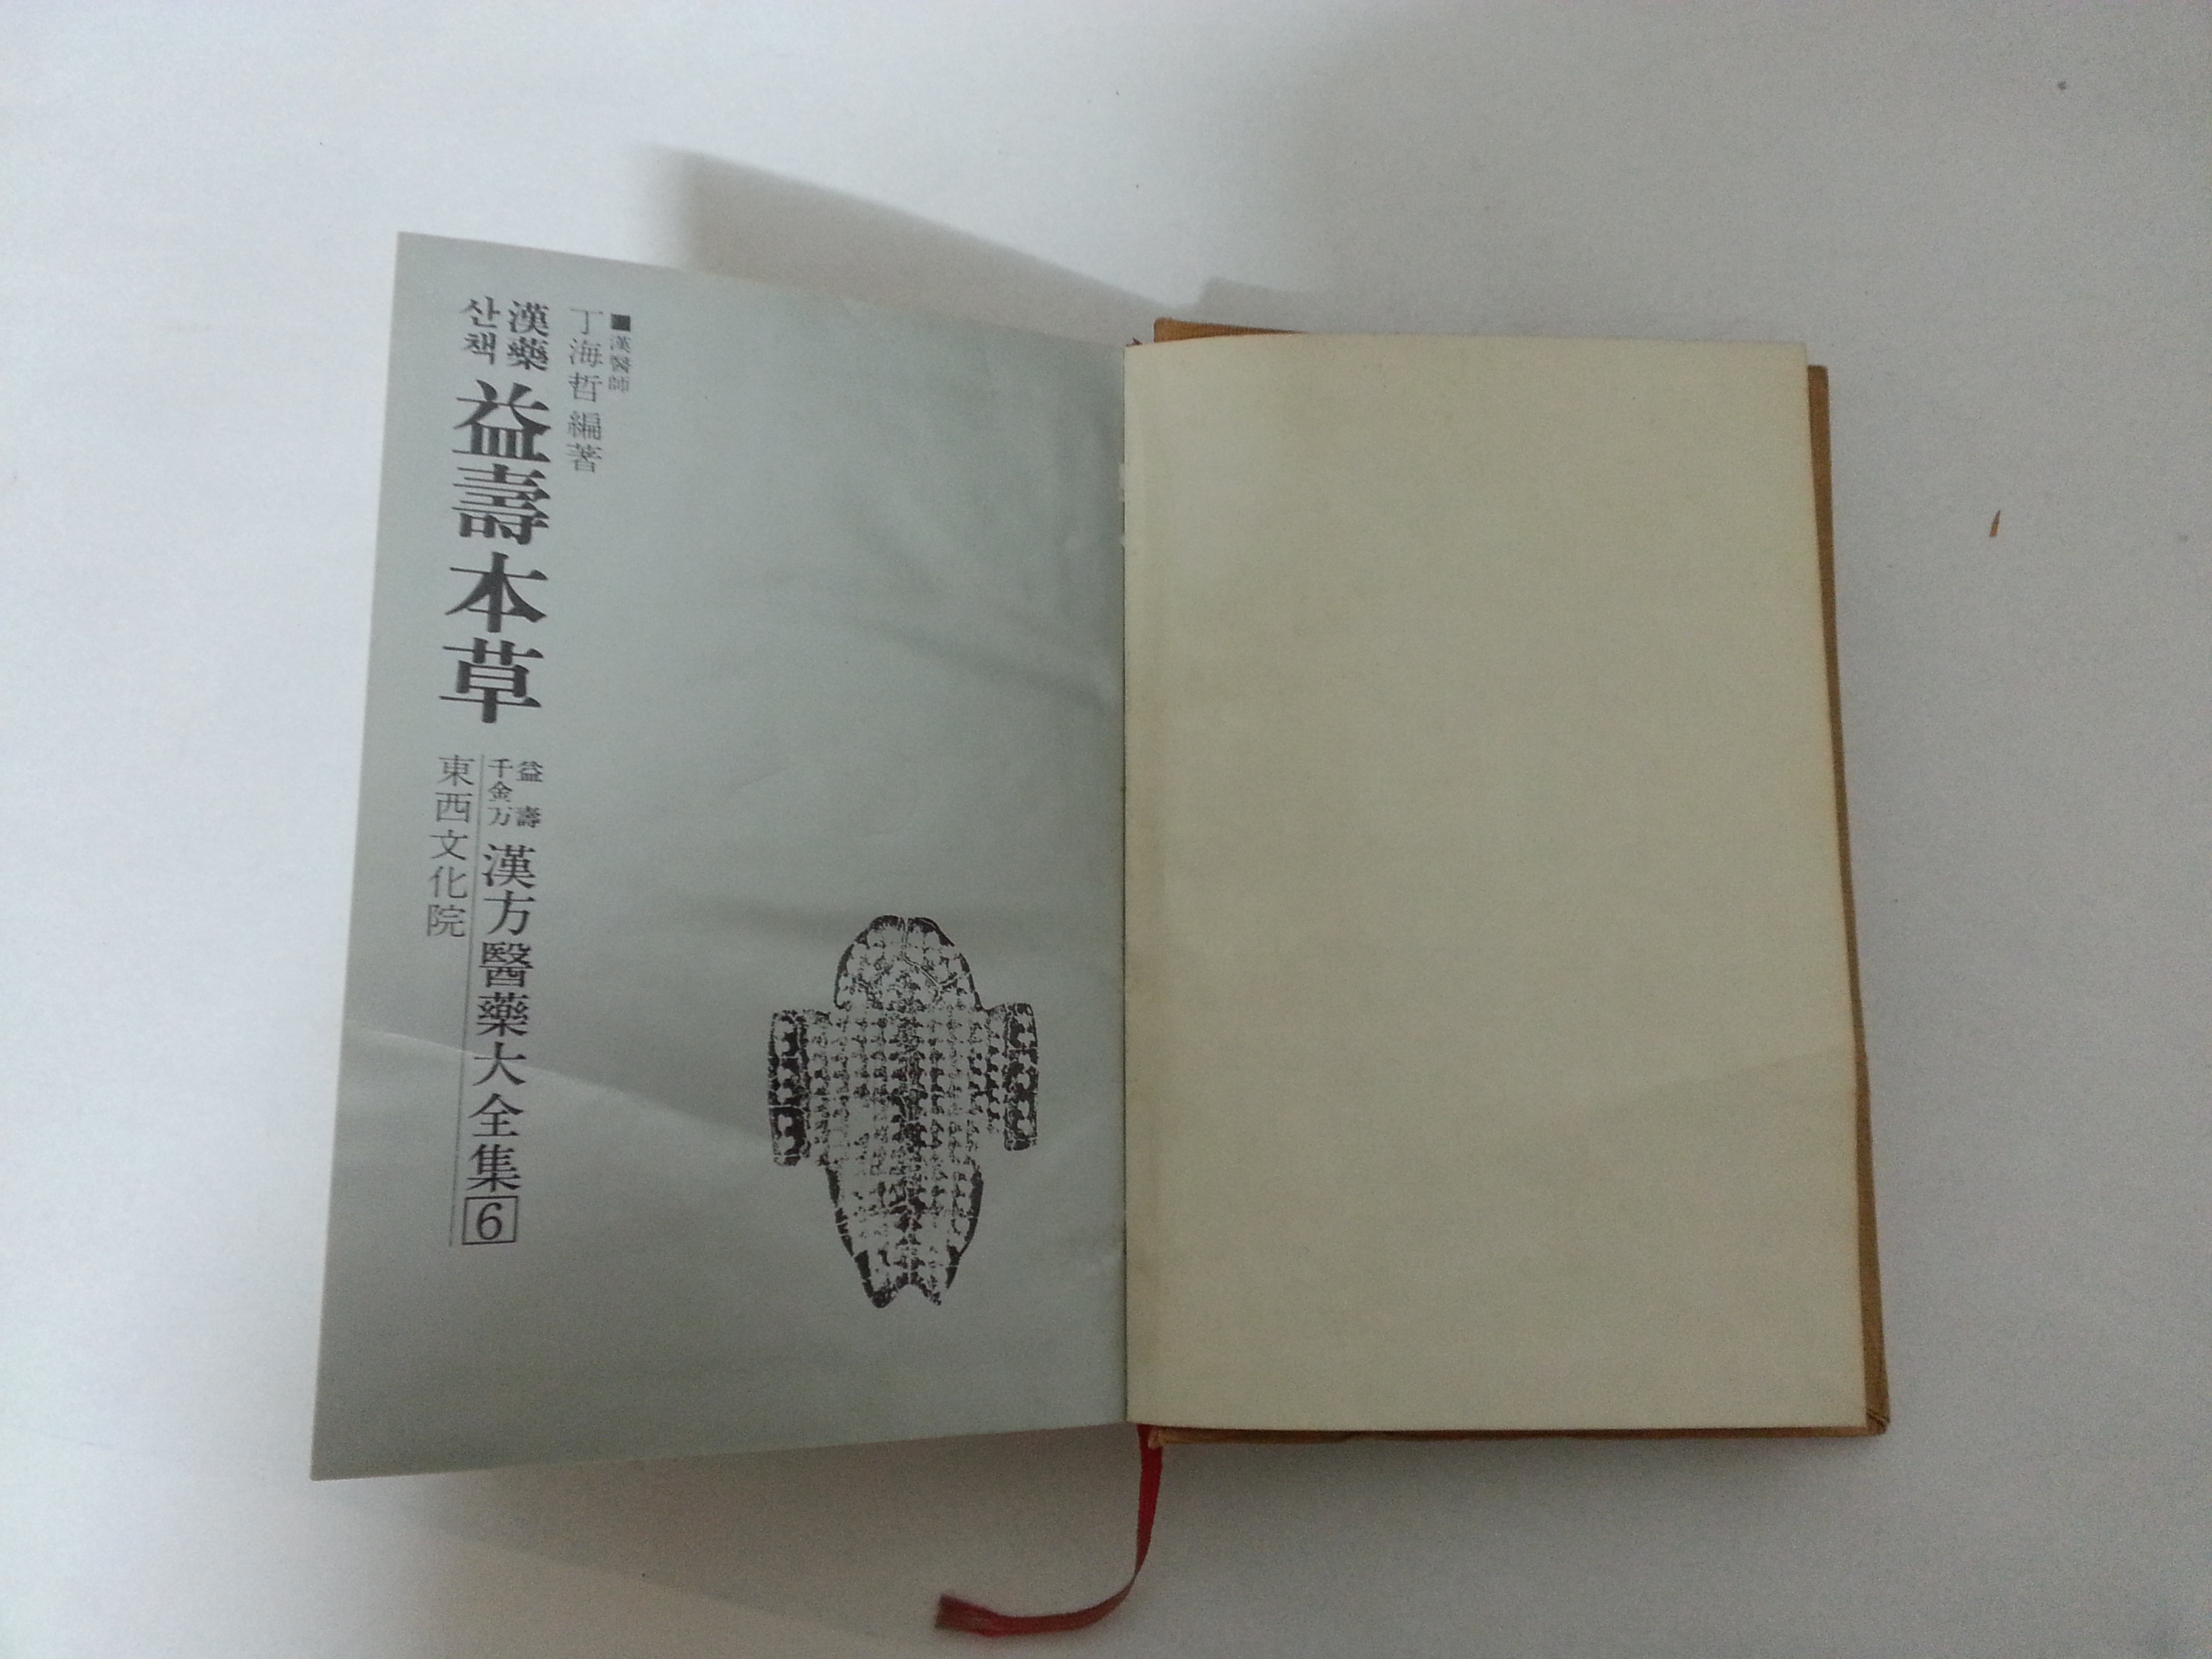 ■漢醫師
丁海哲 編著
漢藥
산책
益壽本草
益壽
千金万
漢方醫藥大全集6
東西文化院